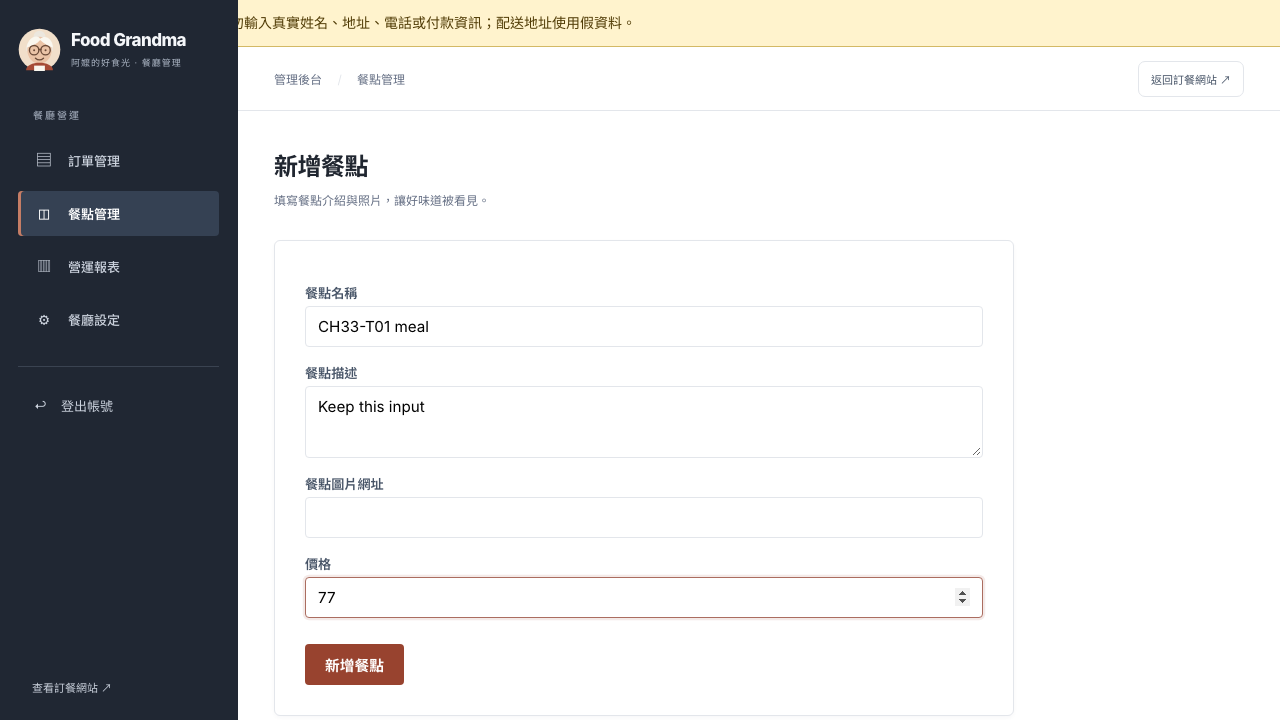 輸入真實姓名、地址、電話或付款資訊；配送地址使用假資料。
Food Grandma
阿嬤的好食光 · 餐廳管理
餐廳營運
訂單管理
餐點管理
營運報表
餐廳設定
登出帳號
查看訂餐網站 ↗
管理後台 / 餐點管理
返回訂餐網站 ↗
新增餐點
填寫餐點介紹與照片，讓好味道被看見。
餐點名稱
CH33-T01 meal
餐點描述
Keep this input
餐點圖片網址
價格
77
新增餐點